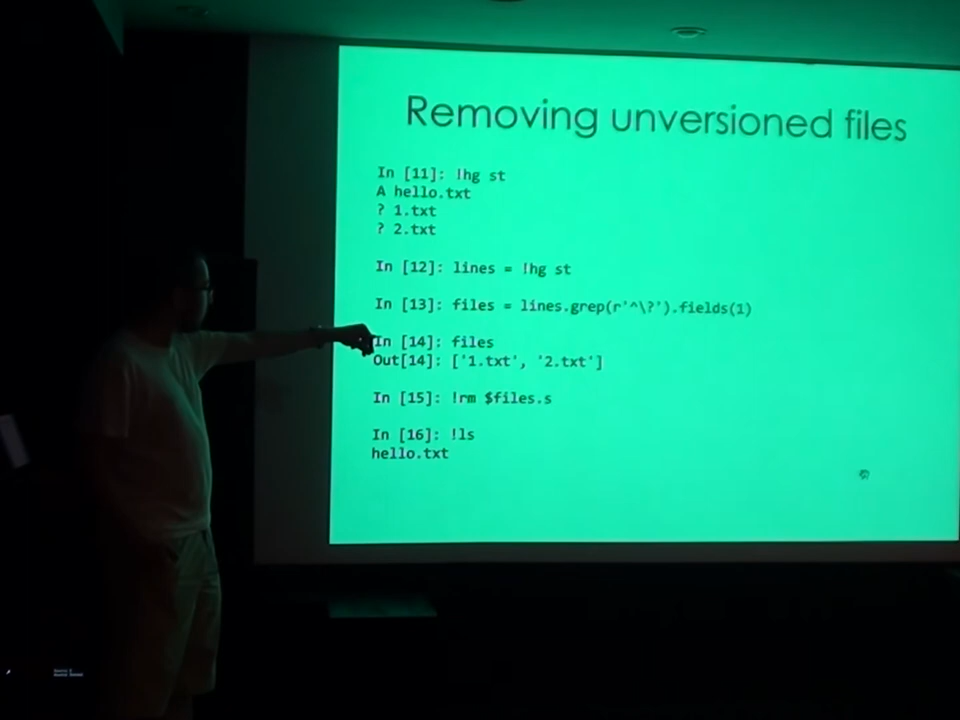 Removing unversioned files
In [11]: !hg st
A hello.txt
? 1.txt
? 2.txt
In [12]: lines = !hg st
In [13]: files = lines.grep(r'^\?').fields(1)
In [14]: files
Out[14]: ['1.txt', '2.txt']
In [15]: !rm $files.s
In [16]: !ls
hello.txt